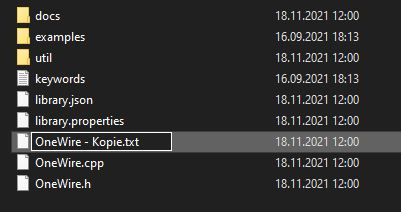 docs 18.11.2021 12:00
examples 16.09.2021 18:13
util 18.11.2021 12:00
keywords 16.09.2021 18:13
library.json 18.11.2021 12:00
library.properties 18.11.2021 12:00
OneWire - Kopie.txt 18.11.2021 12:00
OneWire.cpp 18.11.2021 12:00
OneWire.h 18.11.2021 12:00